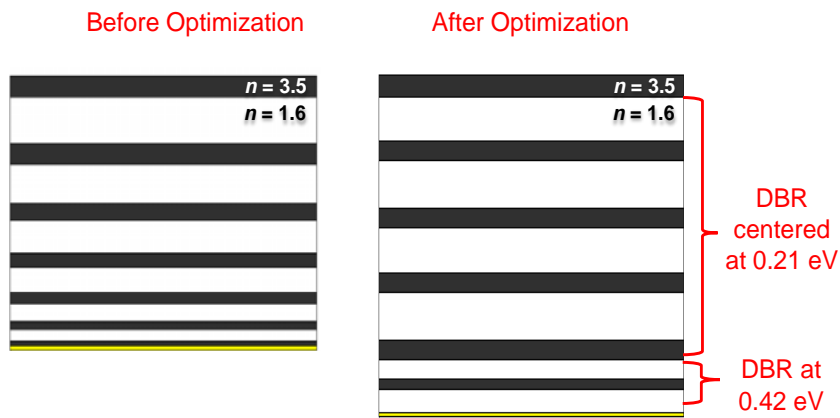 Before Optimization
After Optimization
n = 3.5
n = 1.6
n = 3.5
n = 1.6
DBR
centered
at 0.21 eV
DBR at
0.42 eV